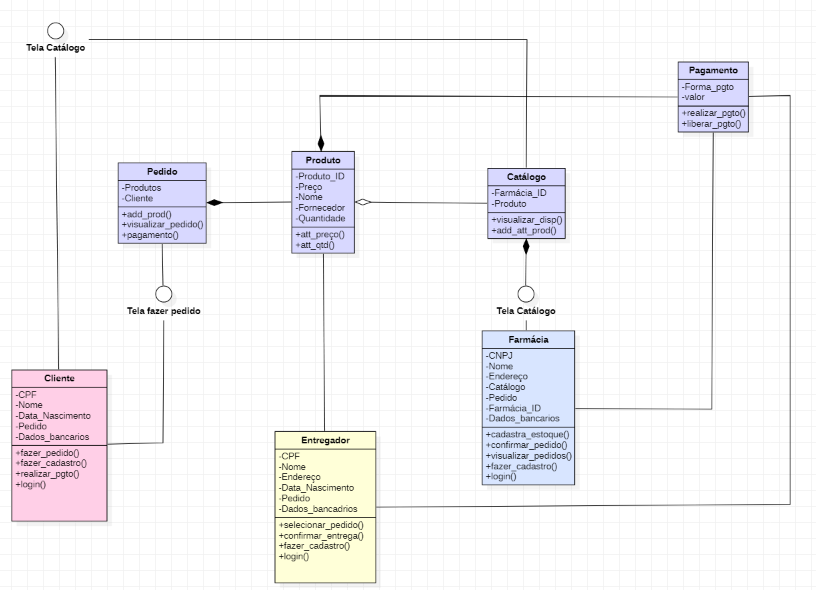 Tela Catálogo
Pagamento
-Forma_pgto
-valor
+realizar_pgto()
+liberar_pgto()
Pedido
-Produtos
-Cliente
+add_prod()
+visualizar_pedido()
+pagamento()
Produto
-Produto_ID
-Preço
-Nome
-Fornecedor
-Quantidade
+att_preço()
+att_qtd()
Catálogo
-Farmácia_ID
-Produto
+visualizar_disp()
+add_att_prod()
Tela fazer pedido
Tela Catálogo
Farmácia
-CNPJ
-Nome
-Endereço
-Catálogo
-Pedido
-Farmácia_ID
-Dados_bancarios
+cadastra_estoque()
+confirmar_pedido()
+visualizar_pedidos()
+fazer_cadastro()
+login()
Cliente
-CPF
-Nome
-Data_Nascimento
-Pedido
-Dados_bancarios
+fazer_pedido()
+fazer_cadastro()
+realizar_pgto()
+login()
Entregador
-CPF
-Nome
-Endereço
-Data_Nascimento
-Pedido
-Dados_bancadrios
+selecionar_pedido()
+confirmar_entrega()
+fazer_cadastro()
+login()